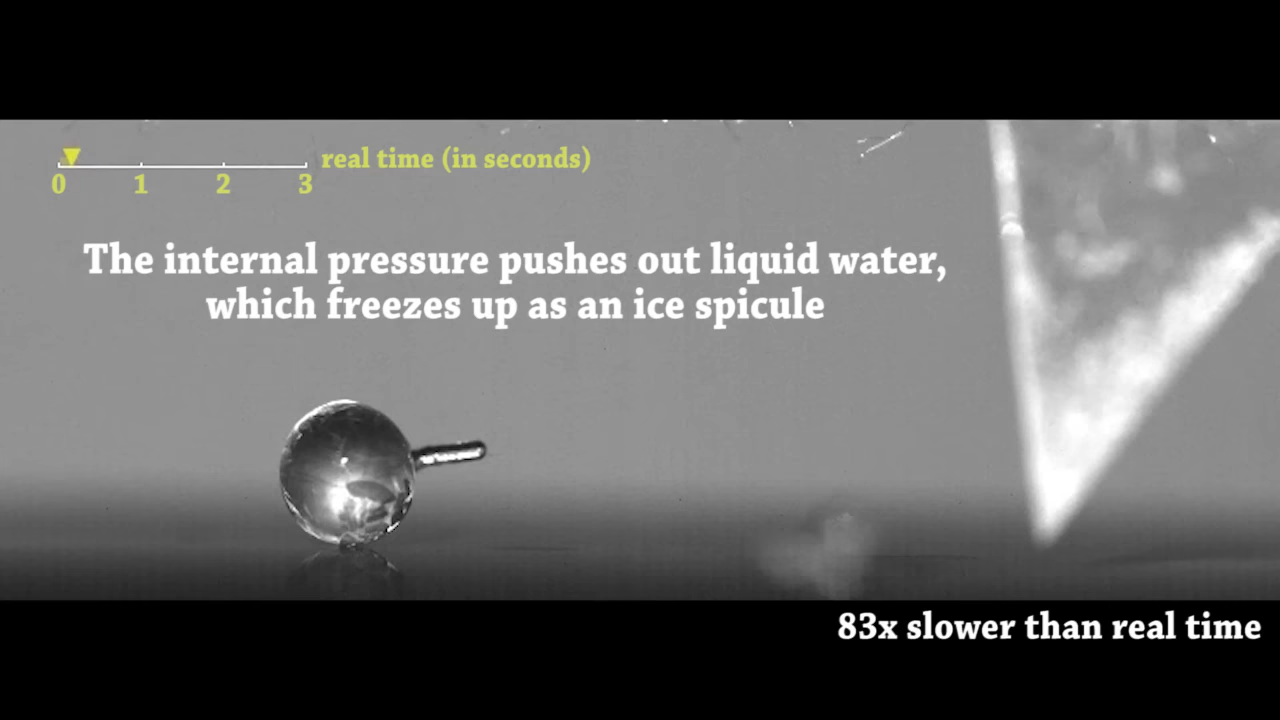 real time (in seconds)
0 1 2 3
The internal pressure pushes out liquid water,
which freezes up as an ice spicule
83x slower than real time